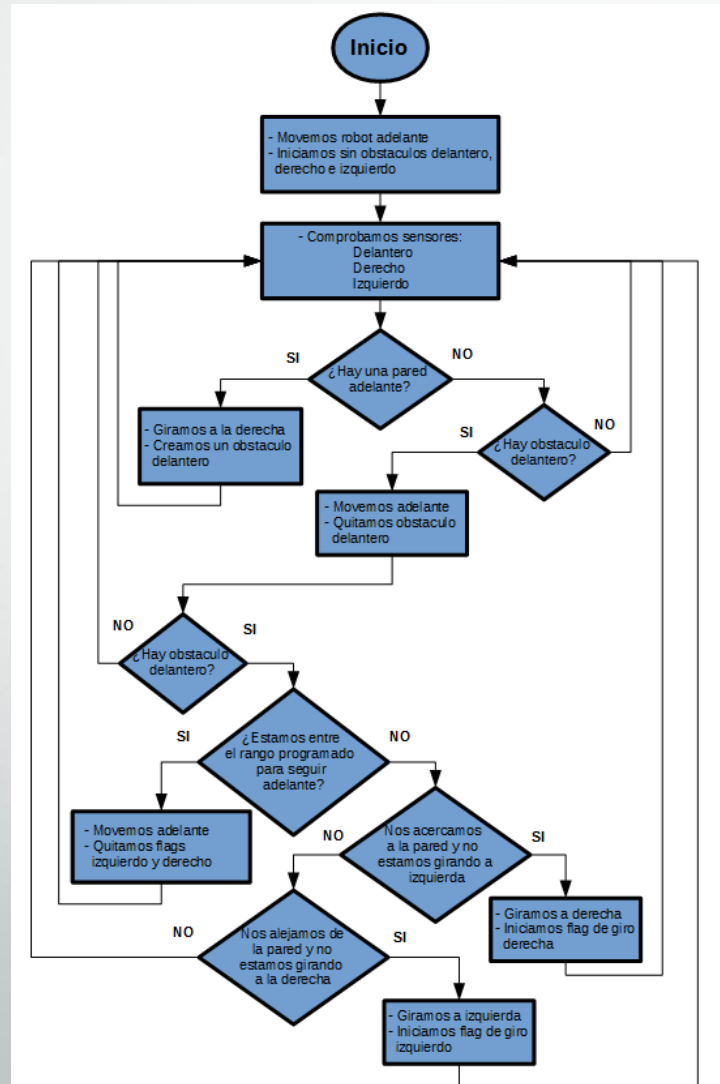 Inicio
- Movemos robot adelante
- Iniciamos sin obstaculos delantero,
derecho e izquierdo
- Comprobamos sensores:
Delantero
Derecho
Izquierdo
SI
¿Hay una pared
adelante?
NO
- Giramos a la derecha
- Creamos un obstaculo
delantero
SI
¿Hay obstaculo
delantero?
NO
- Movemos adelante
- Quitamos obstaculo
delantero
NO
¿Hay obstaculo
delantero?
SI
SI
¿Estamos entre
el rango programado
para seguir
adelante?
NO
- Movemos adelante
- Quitamos flags
izquierdo y derecho
NO
Nos acercamos
a la pared y no
estamos girando a
izquierda
SI
- Giramos a derecha
- Iniciamos flag de giro
derecha
NO
Nos alejamos de
la pared y no
estamos girando
a la derecha
SI
- Giramos a izquierda
- Iniciamos flag de giro
izquierdo